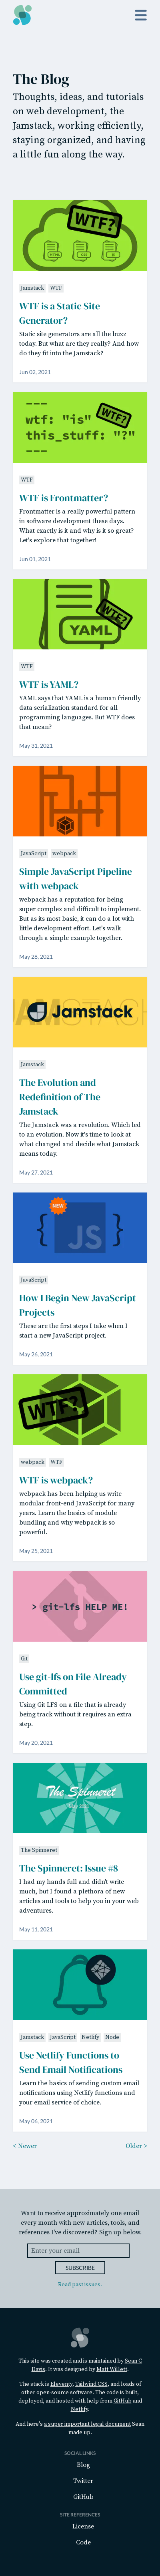 The Blog
Thoughts, ideas, and tutorials
on web development, the
Jamstack, working efficiently,
staying organized, and having
a little fun along the way.
WTF?
Jamstack WTF
WTF is a Static Site
Generator?
Static site generators are all the buzz
today. But what are they really? And how
do they fit into the Jamstack?
Jun 02, 2021
---
wtf: "is"
this_stuff: "?"
---
WTF?
WTF
WTF is Frontmatter?
Frontmatter is a really powerful pattern
in software development these days.
What exactly is it and why is it so great?
Let's explore that together!
Jun 01, 2021
YAML
WTF?
WTF
WTF is YAML?
YAML says that YAML is a human friendly
data serialization standard for all
programming languages. But WTF does
that mean?
May 31, 2021
JavaScript webpack
Simple JavaScript Pipeline
with webpack
webpack has a reputation for being
super complex and difficult to implement.
But as its most basic, it can do a lot with
little development effort. Let's walk
through a simple example together.
May 28, 2021
Jamstack
Jamstack
The Evolution and
Redefinition of The
Jamstack
The Jamstack was a revolution. Which led
to an evolution. Now it's time to look at
what changed and decide what Jamstack
means today.
May 27, 2021
NEW
{ JS }
JavaScript
How I Begin New JavaScript
Projects
These are the first steps I take when I
start a new JavaScript project.
May 26, 2021
WTF?
webpack WTF
WTF is webpack?
webpack has been helping us write
modular front-end JavaScript for many
years. Learn the basics of module
bundling and why webpack is so
powerful.
May 25, 2021
> git-lfs HELP ME!
Git
Use git-lfs on File Already
Committed
Using Git LFS on a file that is already
being track without it requires an extra
step.
May 20, 2021
The Spinneret
The Spinneret
The Spinneret: Issue #8
I had my hands full and didn't write
much, but I found a plethora of new
articles and tools to help you in your web
adventures.
May 11, 2021
Jamstack JavaScript Netlify Node
Use Netlify Functions to
Send Email Notifications
Learn the basics of sending custom email
notifications using Netlify functions and
your email service of choice.
May 06, 2021
< Newer Older >
Want to receive approximately one email
every month with new articles, tools, and
references I've discovered? Sign up below.
Enter your email
SUBSCRIBE
Read past issues.
This site was created and is maintained by Sean C
Davis. It was designed by Matt Willett.
The stack is Eleventy, Tailwind CSS, and loads of
other open-source software. The code is built,
deployed, and hosted with help from GitHub and
Netlify.
And here's a super important legal document Sean
made up.
SOCIAL LINKS
Blog
Twitter
GitHub
SITE REFERENCES
License
Code